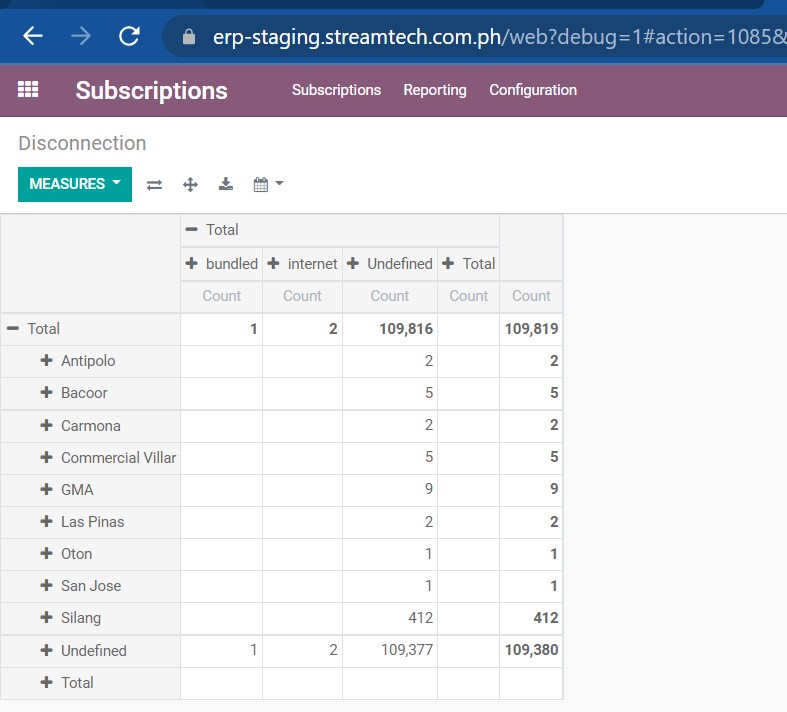 erp-staging.streamtech.com.ph/web?debug=1#action=1085&
Subscriptions Subscriptions Reporting Configuration
Disconnection
MEASURES
Total
bundled internet Undefined Total
Count Count Count Count Count
Total 1 2 109,816 109,819
Antipolo 2 2
Bacoor 5 5
Carmona 2 2
Commercial Villar 5 5
GMA 9 9
Las Pinas 2 2
Oton 1 1
San Jose 1 1
Silang 412 412
Undefined 1 2 109,377 109,380
Total